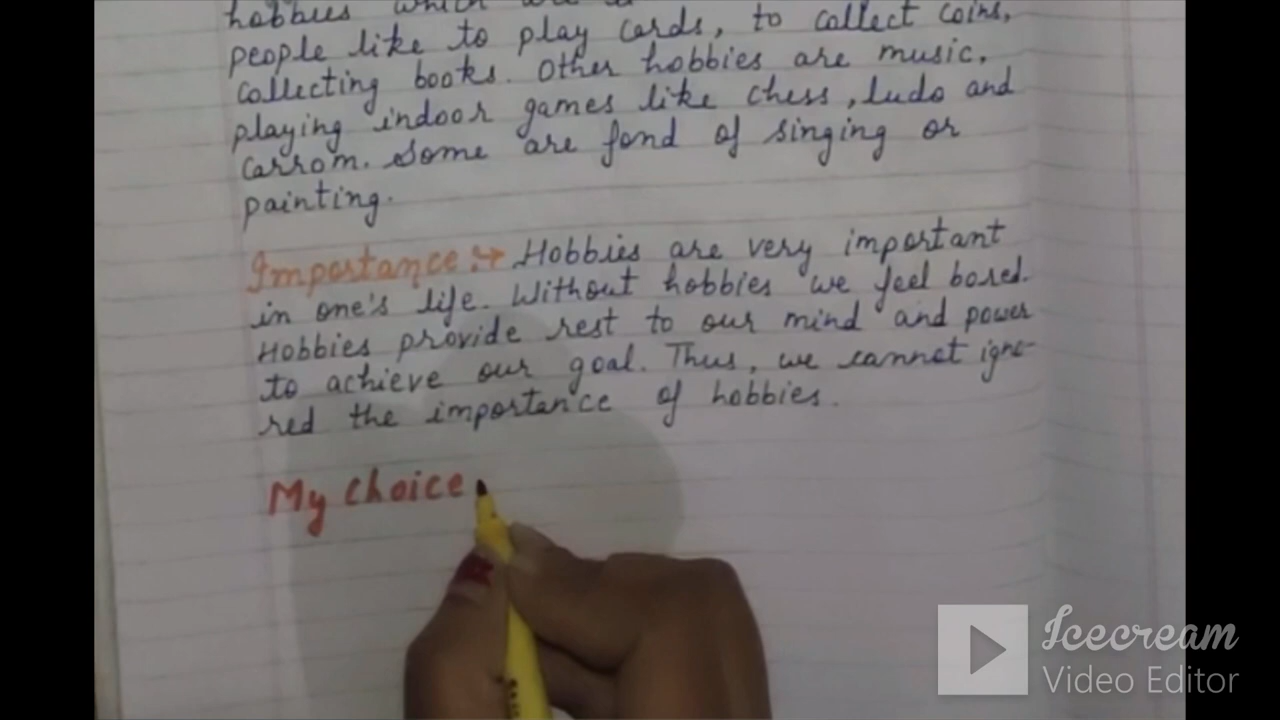 hobbies which
people like to play cards, to collect coins,
collecting books. Other hobbies are music,
playing indoor games like chess, ludo and
carrom. Some are fond of singing or
painting.
Importance:→ Hobbies are very important
in one's life. Without hobbies we feel bored.
Hobbies provide rest to our mind and power
to achieve our goal. Thus, we cannot igno-
red the importance of hobbies.
My Choice
Icecream
Video Editor